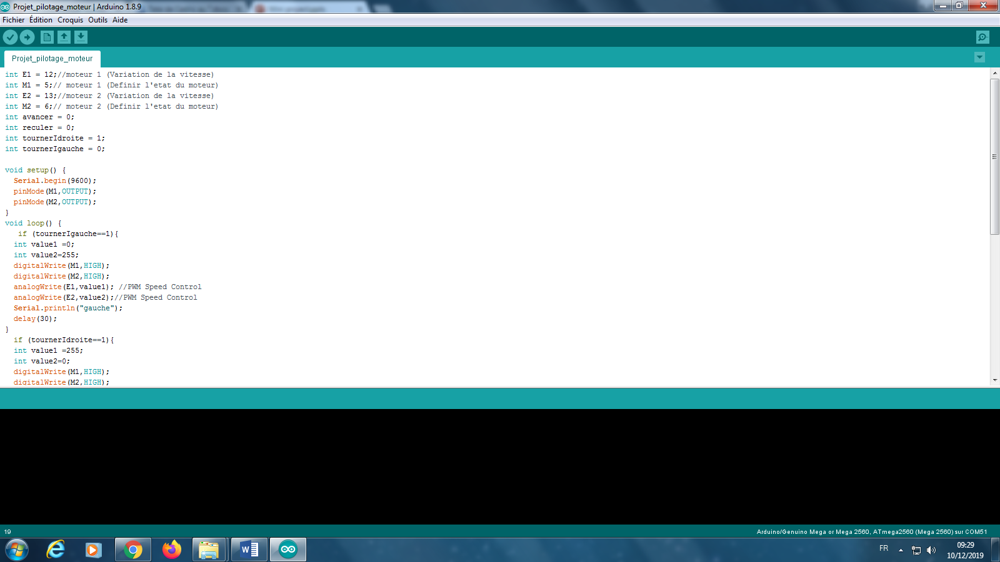 Projet_pilotage_moteur | Arduino 1.8.9
Fichier Édition Croquis Outils Aide
Projet_pilotage_moteur
int E1 = 12;//moteur 1 (Variation de la vitesse)
int M1 = 5;// moteur 1 (Definir l'etat du moteur)
int E2 = 13;//moteur 2 (Variation de la vitesse)
int M2 = 6;// moteur 2 (Definir l'etat du moteur)
int avancer = 0;
int reculer = 0;
int tournerIdroite = 1;
int tournerIgauche = 0;
void setup() {
Serial.begin(9600);
pinMode(M1,OUTPUT);
pinMode(M2,OUTPUT);
}
void loop() {
if (tournerIgauche==1){
int value1 =0;
int value2=255;
digitalWrite(M1,HIGH);
digitalWrite(M2,HIGH);
analogWrite(E1,value1); //PWM Speed Control
analogWrite(E2,value2);//PWM Speed Control
Serial.println("gauche");
delay(30);
}
if (tournerIdroite==1){
int value1 =255;
int value2=0;
digitalWrite(M1,HIGH);
digitalWrite(M2,HIGH);
19 Arduino/Genuino Mega or Mega 2560, ATmega2560 (Mega 2560) sur COM51
FR 09:29
10/12/2019